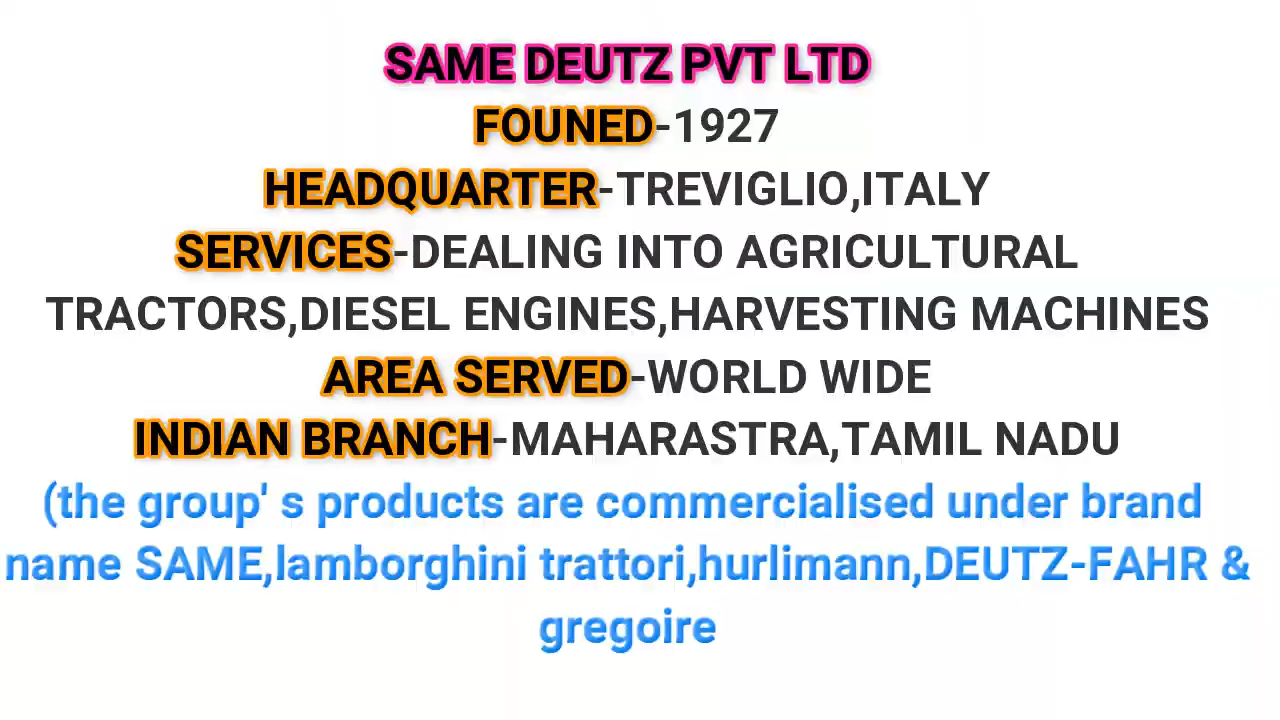 SAME DEUTZ PVT LTD
FOUNED-1927
HEADQUARTER-TREVIGLIO,ITALY
SERVICES-DEALING INTO AGRICULTURAL
TRACTORS,DIESEL ENGINES,HARVESTING MACHINES
AREA SERVED-WORLD WIDE
INDIAN BRANCH-MAHARASTRA,TAMIL NADU
(the group' s products are commercialised under brand
name SAME,lamborghini trattori,hurlimann,DEUTZ-FAHR &
gregoire